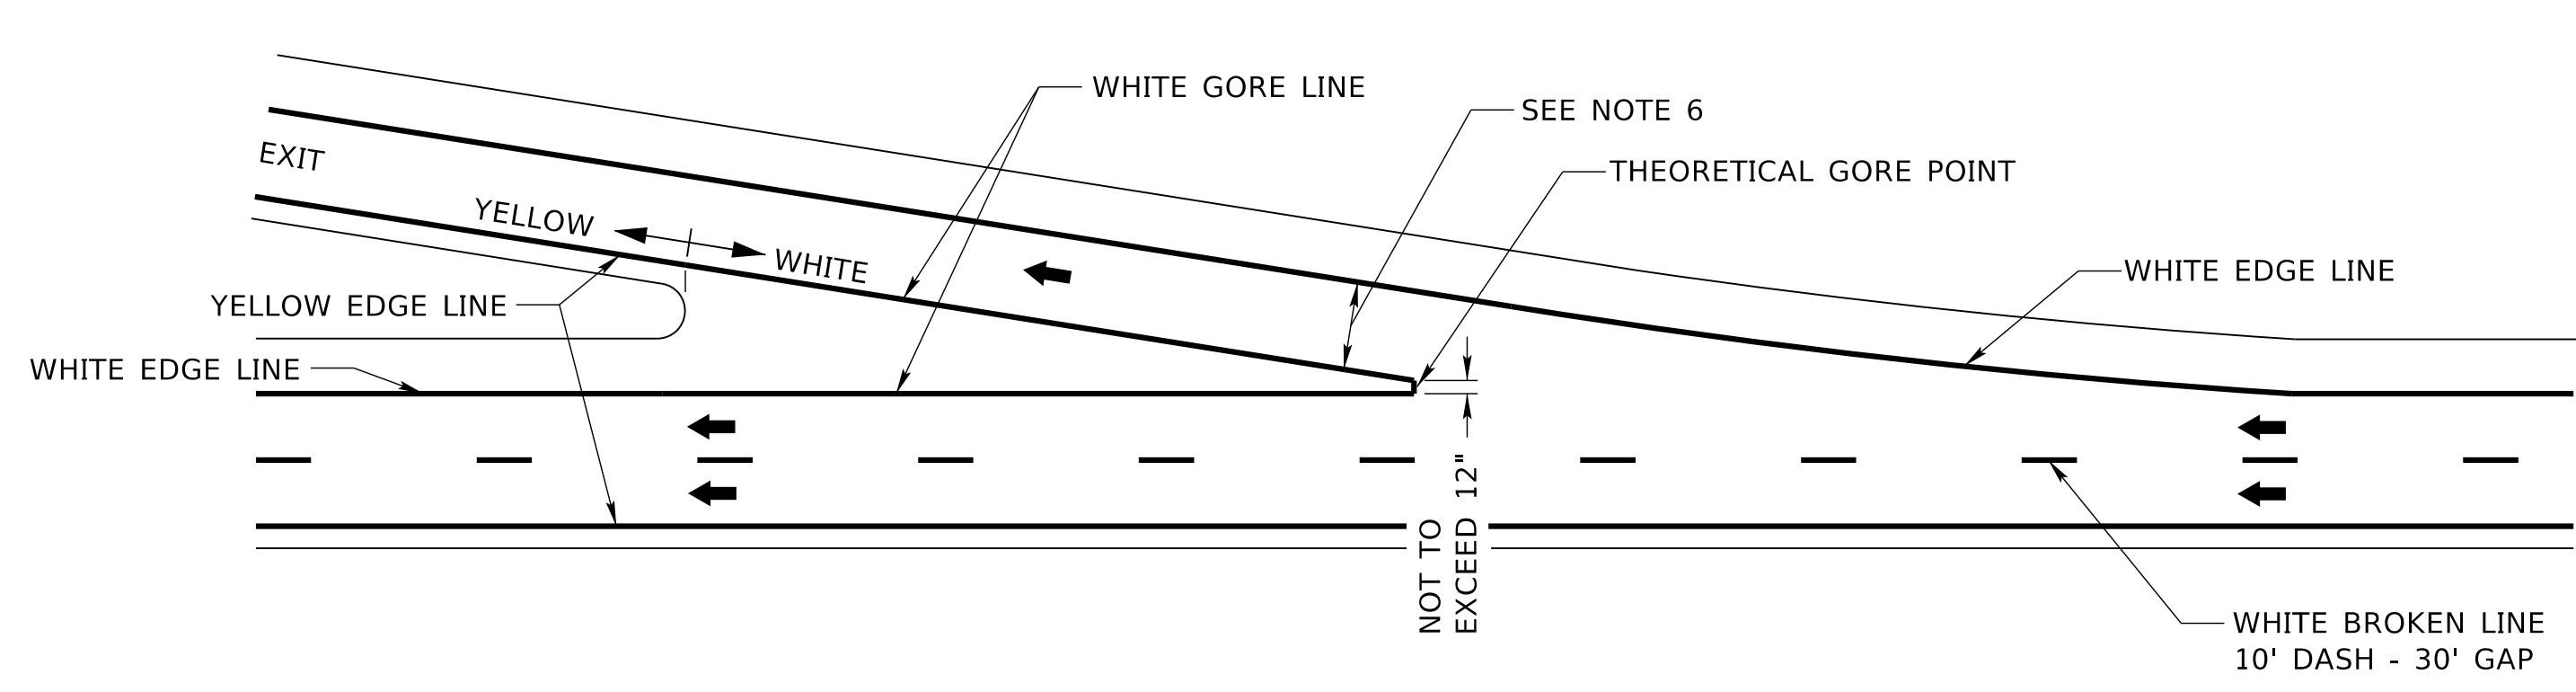 WHITE GORE LINE
SEE NOTE 6
THEORETICAL GORE POINT
EXIT
YELLOW
WHITE
WHITE EDGE LINE
YELLOW EDGE LINE
WHITE EDGE LINE
NOT TO
EXCEED 12"
WHITE BROKEN LINE
10' DASH - 30' GAP